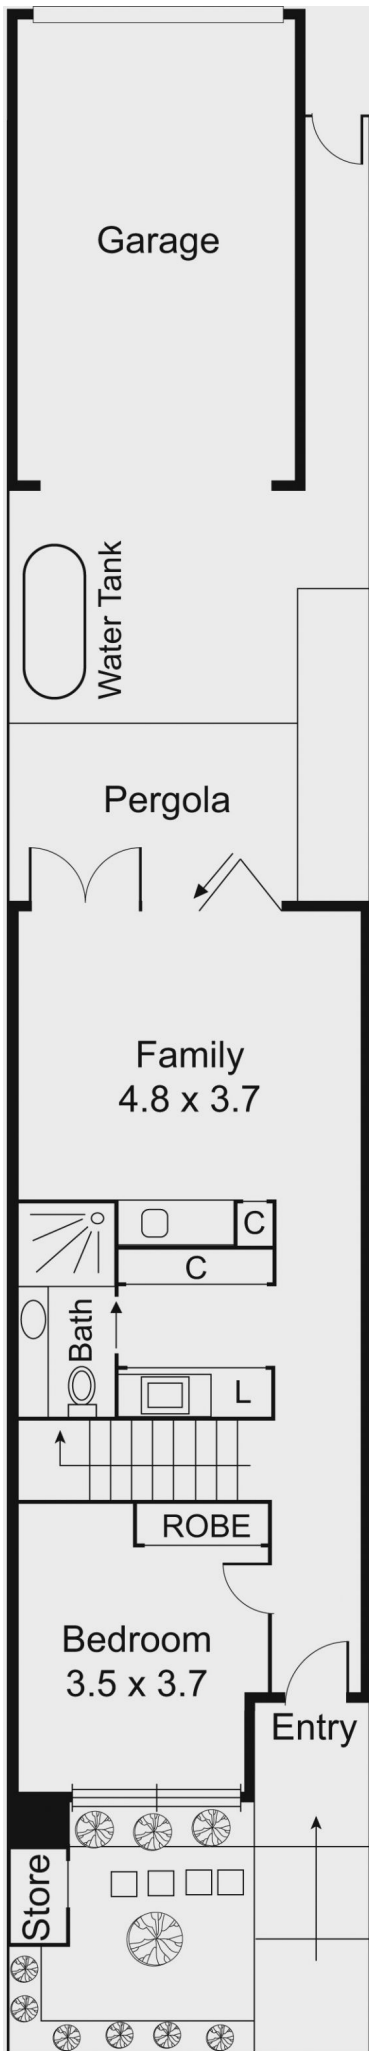 Garage
Water Tank
Pergola
Family
4.8 x 3.7
C
C
Bath
L
ROBE
Bedroom
3.5 x 3.7
Entry
Store